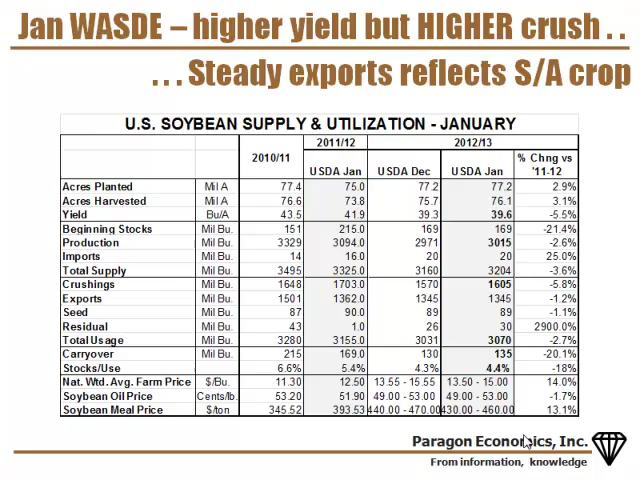 Jan WASDE – higher yield but HIGHER crush . .
. . . Steady exports reflects S/A crop
U.S. SOYBEAN SUPPLY & UTILIZATION - JANUARY
2010/11 2011/12 2012/13
USDA Jan USDA Dec USDA Jan % Chng vs '11-12
Acres Planted Mil A 77.4 75.0 77.2 77.2 2.9%
Acres Harvested Mil A 76.6 73.8 75.7 76.1 3.1%
Yield Bu/A 43.5 41.9 39.3 39.6 -5.5%
Beginning Stocks Mil Bu. 151 215.0 169 169 -21.4%
Production Mil Bu. 3329 3094.0 2971 3015 -2.6%
Imports Mil Bu. 14 16.0 20 20 25.0%
Total Supply Mil Bu. 3495 3325.0 3160 3204 -3.6%
Crushings Mil Bu. 1648 1703.0 1570 1605 -5.8%
Exports Mil Bu. 1501 1362.0 1345 1345 -1.2%
Seed Mil Bu. 87 90.0 89 89 -1.1%
Residual Mil Bu. 43 1.0 26 30 2900.0%
Total Usage Mil Bu. 3280 3155.0 3031 3070 -2.7%
Carryover Mil Bu. 215 169.0 130 135 -20.1%
Stocks/Use 6.6% 5.4% 4.3% 4.4% -18%
Nat. Wtd. Avg. Farm Price $/Bu. 11.30 12.50 13.55 - 15.55 13.50 - 15.00 14.0%
Soybean Oil Price Cents/lb. 53.20 51.90 49.00 - 53.00 49.00 - 53.00 -1.7%
Soybean Meal Price $/ton 345.52 393.53 440.00 - 470.00 430.00 - 460.00 13.1%
Paragon Economics, Inc.
From information, knowledge